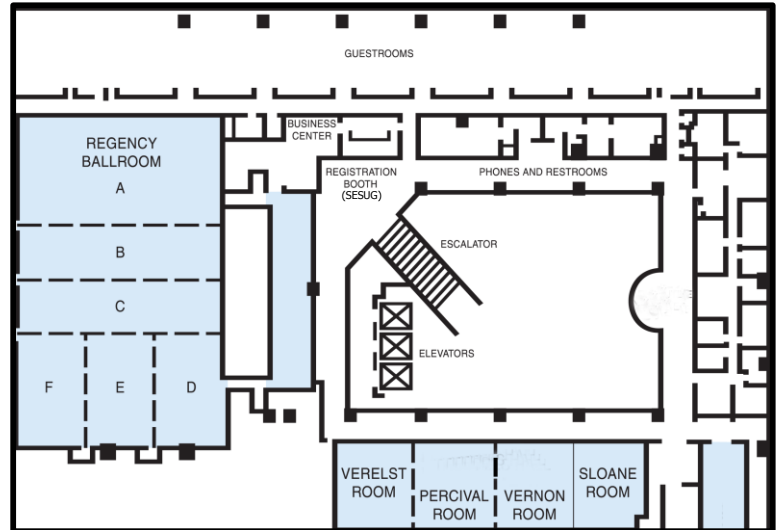 GUESTROOMS
BUSINESS
CENTER
REGENCY
BALLROOM
A
REGISTRATION
BOOTH
(SESUG)
PHONES AND RESTROOMS
B
ESCALATOR
C
ELEVATORS
F
E
D
VERELST
ROOM
PERCIVAL
ROOM
VERNON
ROOM
SLOANE
ROOM